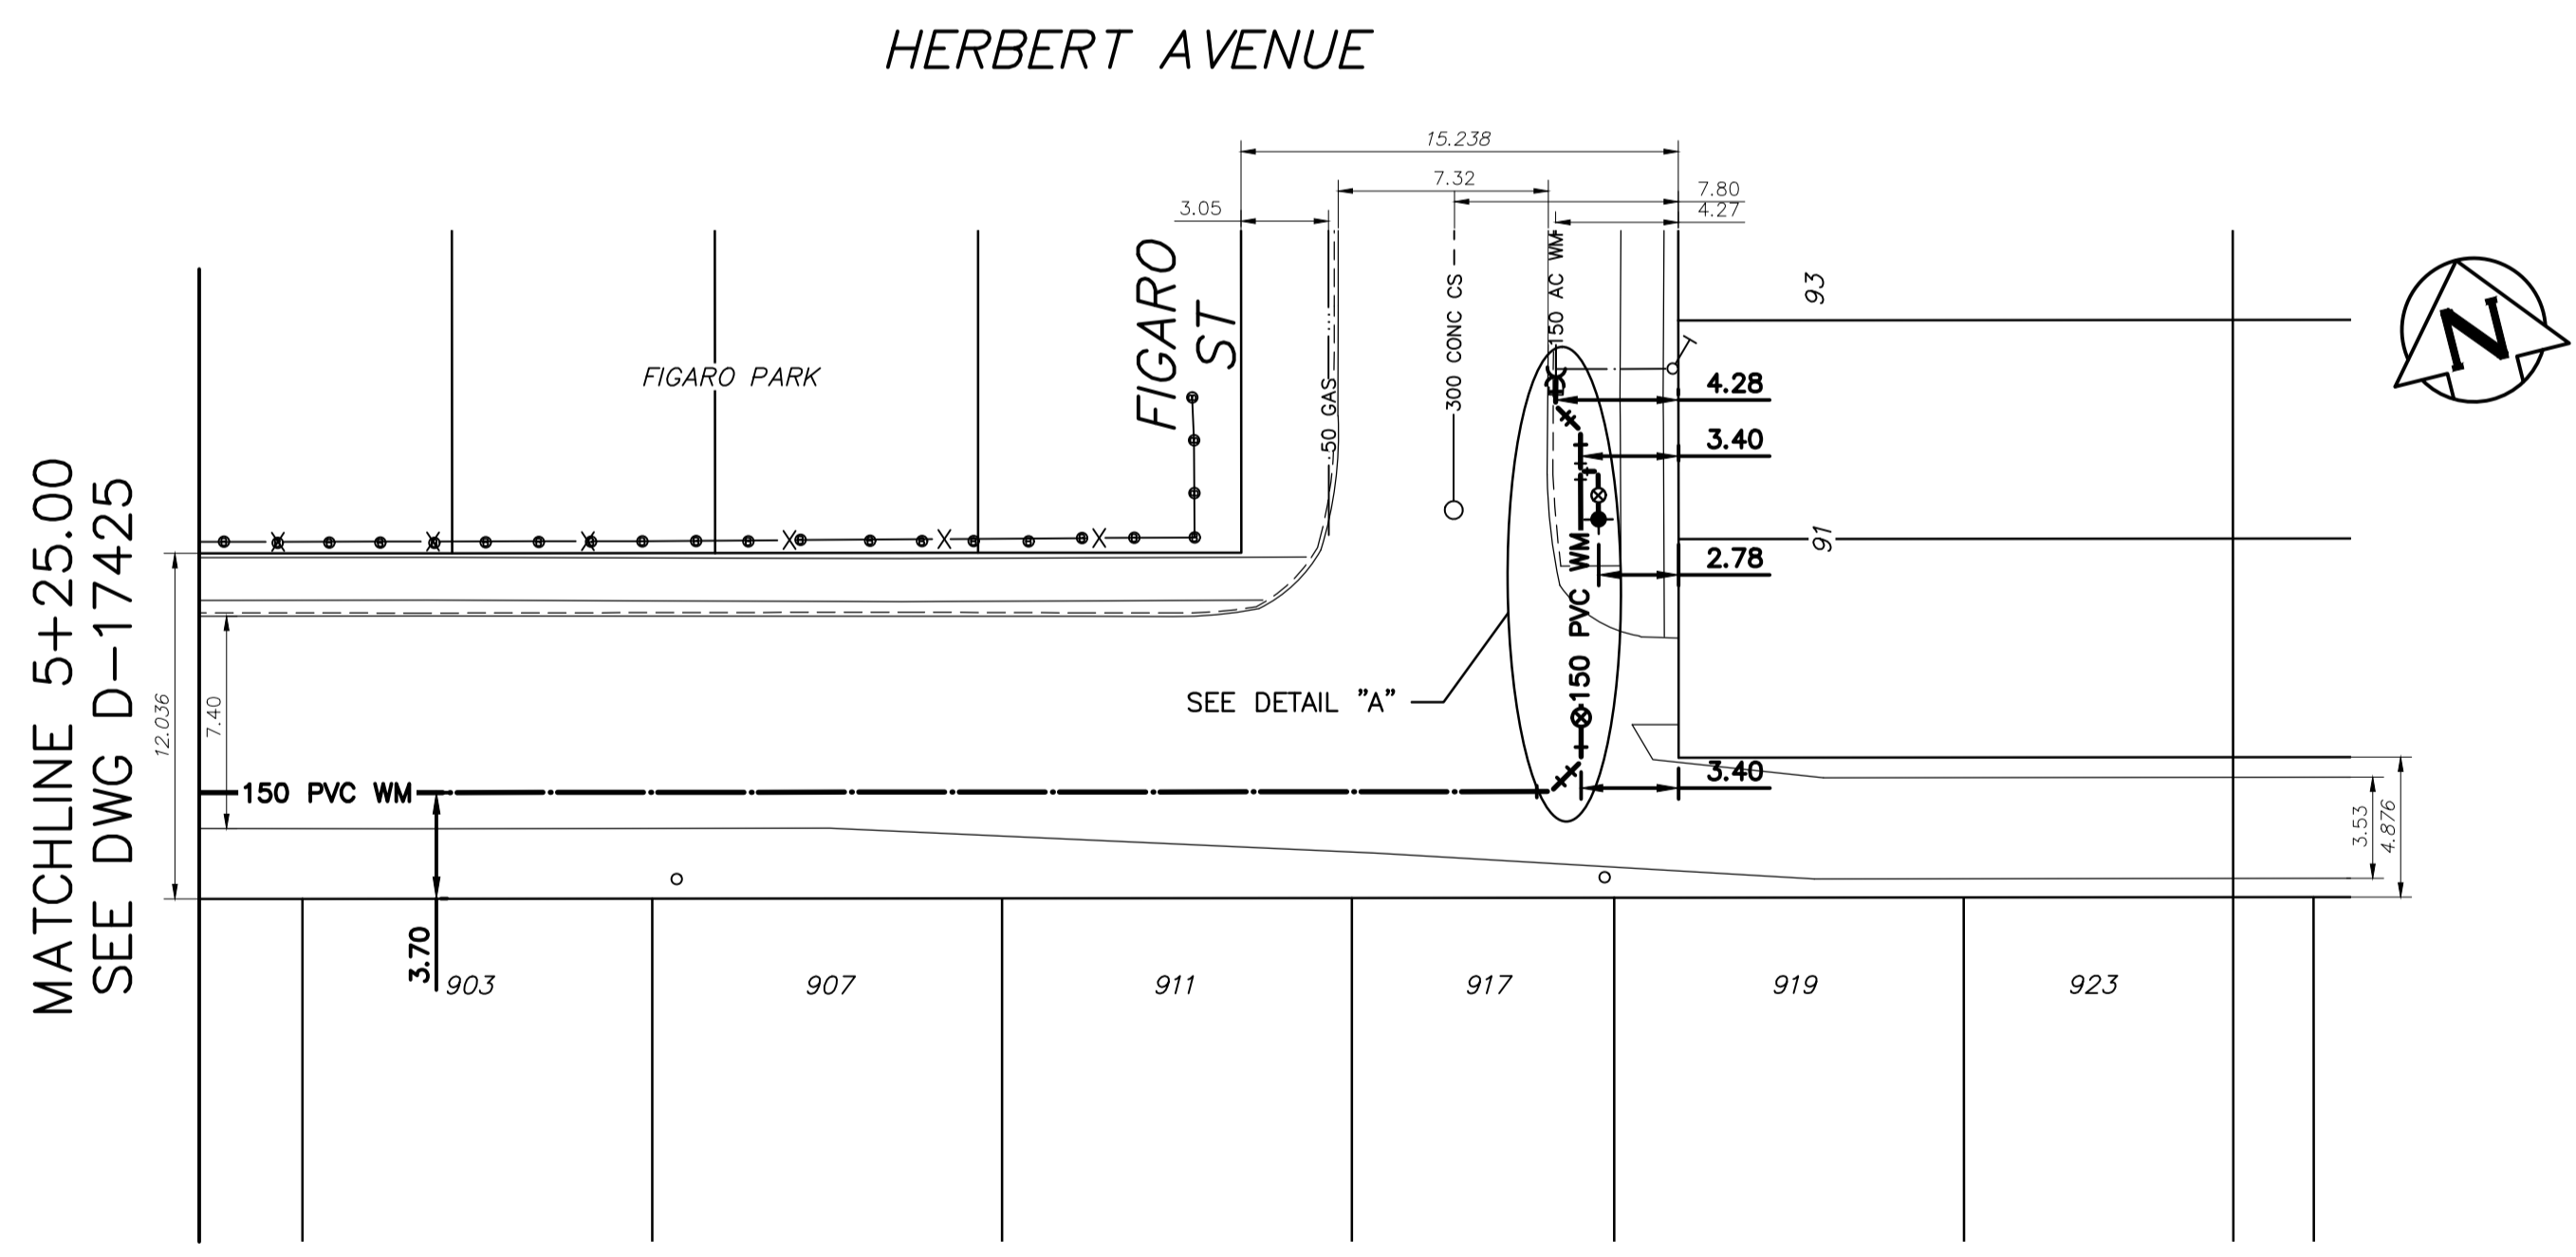 HERBERT AVENUE
15.238
7.32
7.80
3.05
4.27
FIGARO
ST
50 GAS
300 CONC CS
150 AC WM
93
N
FIGARO PARK
4.28
3.40
91
2.78
150 PVC WM
SEE DETAIL "A"
MATCHLINE 5+25.00
SEE DWG D-17425
12.036
7.40
150 PVC WM
3.40
3.53
4.876
3.70
903
907
911
917
919
923